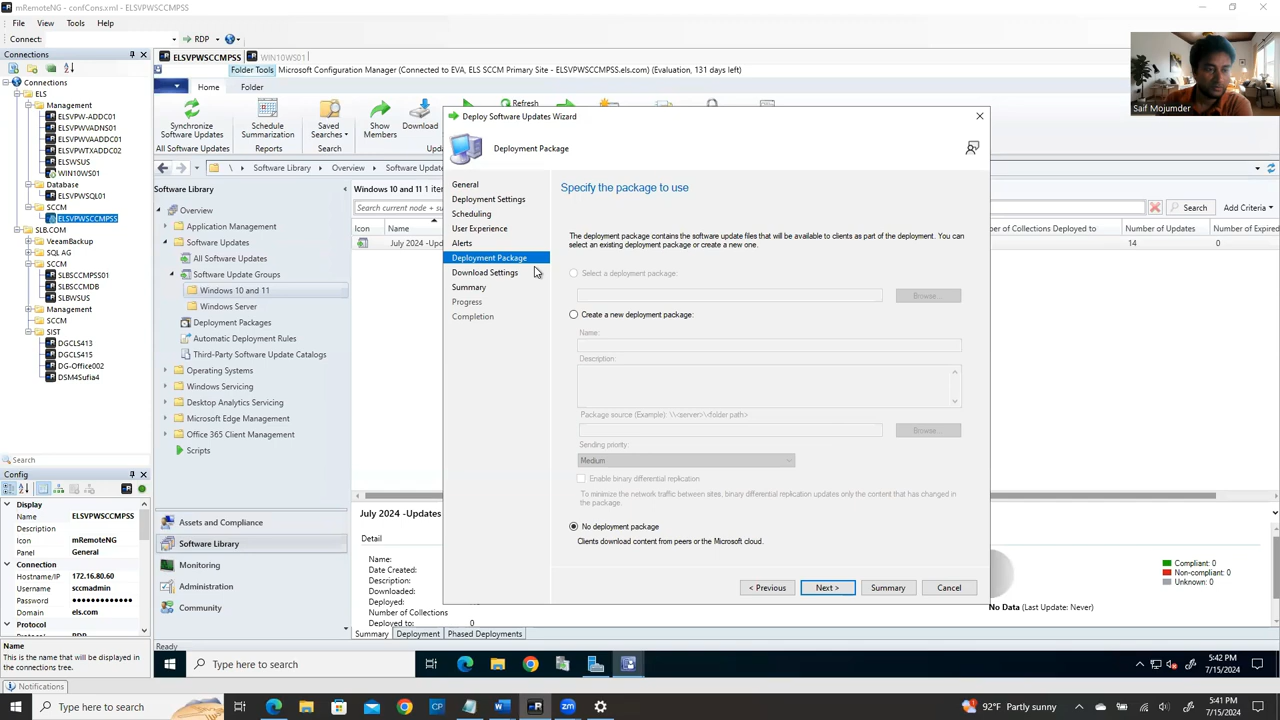 mRemoteNG - confCons.xml - ELSVPWSCCMPSS
File View Tools Help
Connect: RDP
Connections
Connections
ELS
Management
ELSVPW-ADDC01
ELSVPWVADNS01
ELSVPWVAADDC01
ELSVPWTXADDC02
ELSWSUS
WIN10WS01
Database
ELSVPWSQL01
SCCM
ELSVPWSCCMPSS
SLB.COM
VeeamBackup
SQL AG
SCCM
SLBSCCMPSS01
SLBSCCMDB
SLBWSUS
Management
SCCM
SIST
DGCLS413
DGCLS415
DG-Office002
DSM4Sufia4
Search
Config
Display
Name ELSVPWSCCMPSS
Description
Icon mRemoteNG
Panel General
Connection
Hostname/IP 172.16.80.60
Username sccmadmin
Password ••••••••••••
Domain els.com
Protocol
Name
This is the name that will be displayed in the connections tree.
Notifications
ELSVPWSCCMPSS WIN10WS01
Folder Tools Microsoft Configuration Manager (Connected to EVA, ELS SCCM Primary Site - ELSVPWSCCMPSS.els.com) (Evaluation, 131 days left)
Home Folder
Synchronize Software Updates
Schedule Summarization
Saved Searches
Show Members
Download
Refresh
All Software Updates Reports Search
\ Software Library Overview Software Updat
Software Library
Overview
Application Management
Software Updates
All Software Updates
Software Update Groups
Windows 10 and 11
Windows Server
Deployment Packages
Automatic Deployment Rules
Third-Party Software Update Catalogs
Operating Systems
Windows Servicing
Desktop Analytics Servicing
Microsoft Edge Management
Office 365 Client Management
Scripts
Assets and Compliance
Software Library
Monitoring
Administration
Community
Ready
Windows 10 and 11 1 item
Search current node + su
Search Add Criteria
Icon Name
of Collections Deployed to Number of Updates Number of Expired
July 2024 -Upd
14 0
July 2024 -Updates
Detail
Name:
Date Created:
Description:
Downloaded:
Deployed:
Number of Collections
Deployed to: 0
Summary Deployment Phased Deployments
Compliant: 0
Non-compliant: 0
Unknown: 0
No Data (Last Update: Never)
Deploy Software Updates Wizard
Deployment Package
General
Deployment Settings
Scheduling
User Experience
Alerts
Deployment Package
Download Settings
Summary
Progress
Completion
Specify the package to use
The deployment package contains the software update files that will be available to clients as part of the deployment. You can
select an existing deployment package or create a new one.
Select a deployment package:
Browse...
Create a new deployment package:
Name:
Description:
Package source (Example): \\<server>\<folder path>
Browse...
Sending priority:
Medium
Enable binary differential replication
To minimize the network traffic between sites, binary differential replication updates only the content that has changed in
the package.
No deployment package
Clients download content from peers or the Microsoft cloud.
< Previous Next > Summary Cancel
Saif Mojumder
Type here to search
5:42 PM
7/15/2024
Type here to search
92°F Partly sunny
5:41 PM
7/15/2024